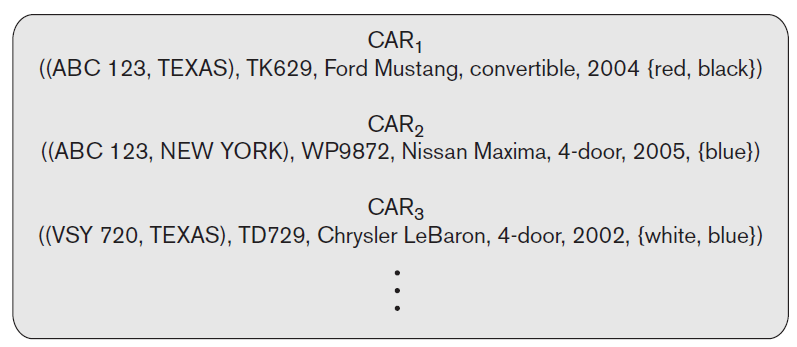 CAR₁
((ABC 123, TEXAS), TK629, Ford Mustang, convertible, 2004 {red, black})
CAR₂
((ABC 123, NEW YORK), WP9872, Nissan Maxima, 4-door, 2005, {blue})
CAR₃
((VSY 720, TEXAS), TD729, Chrysler LeBaron, 4-door, 2002, {white, blue})